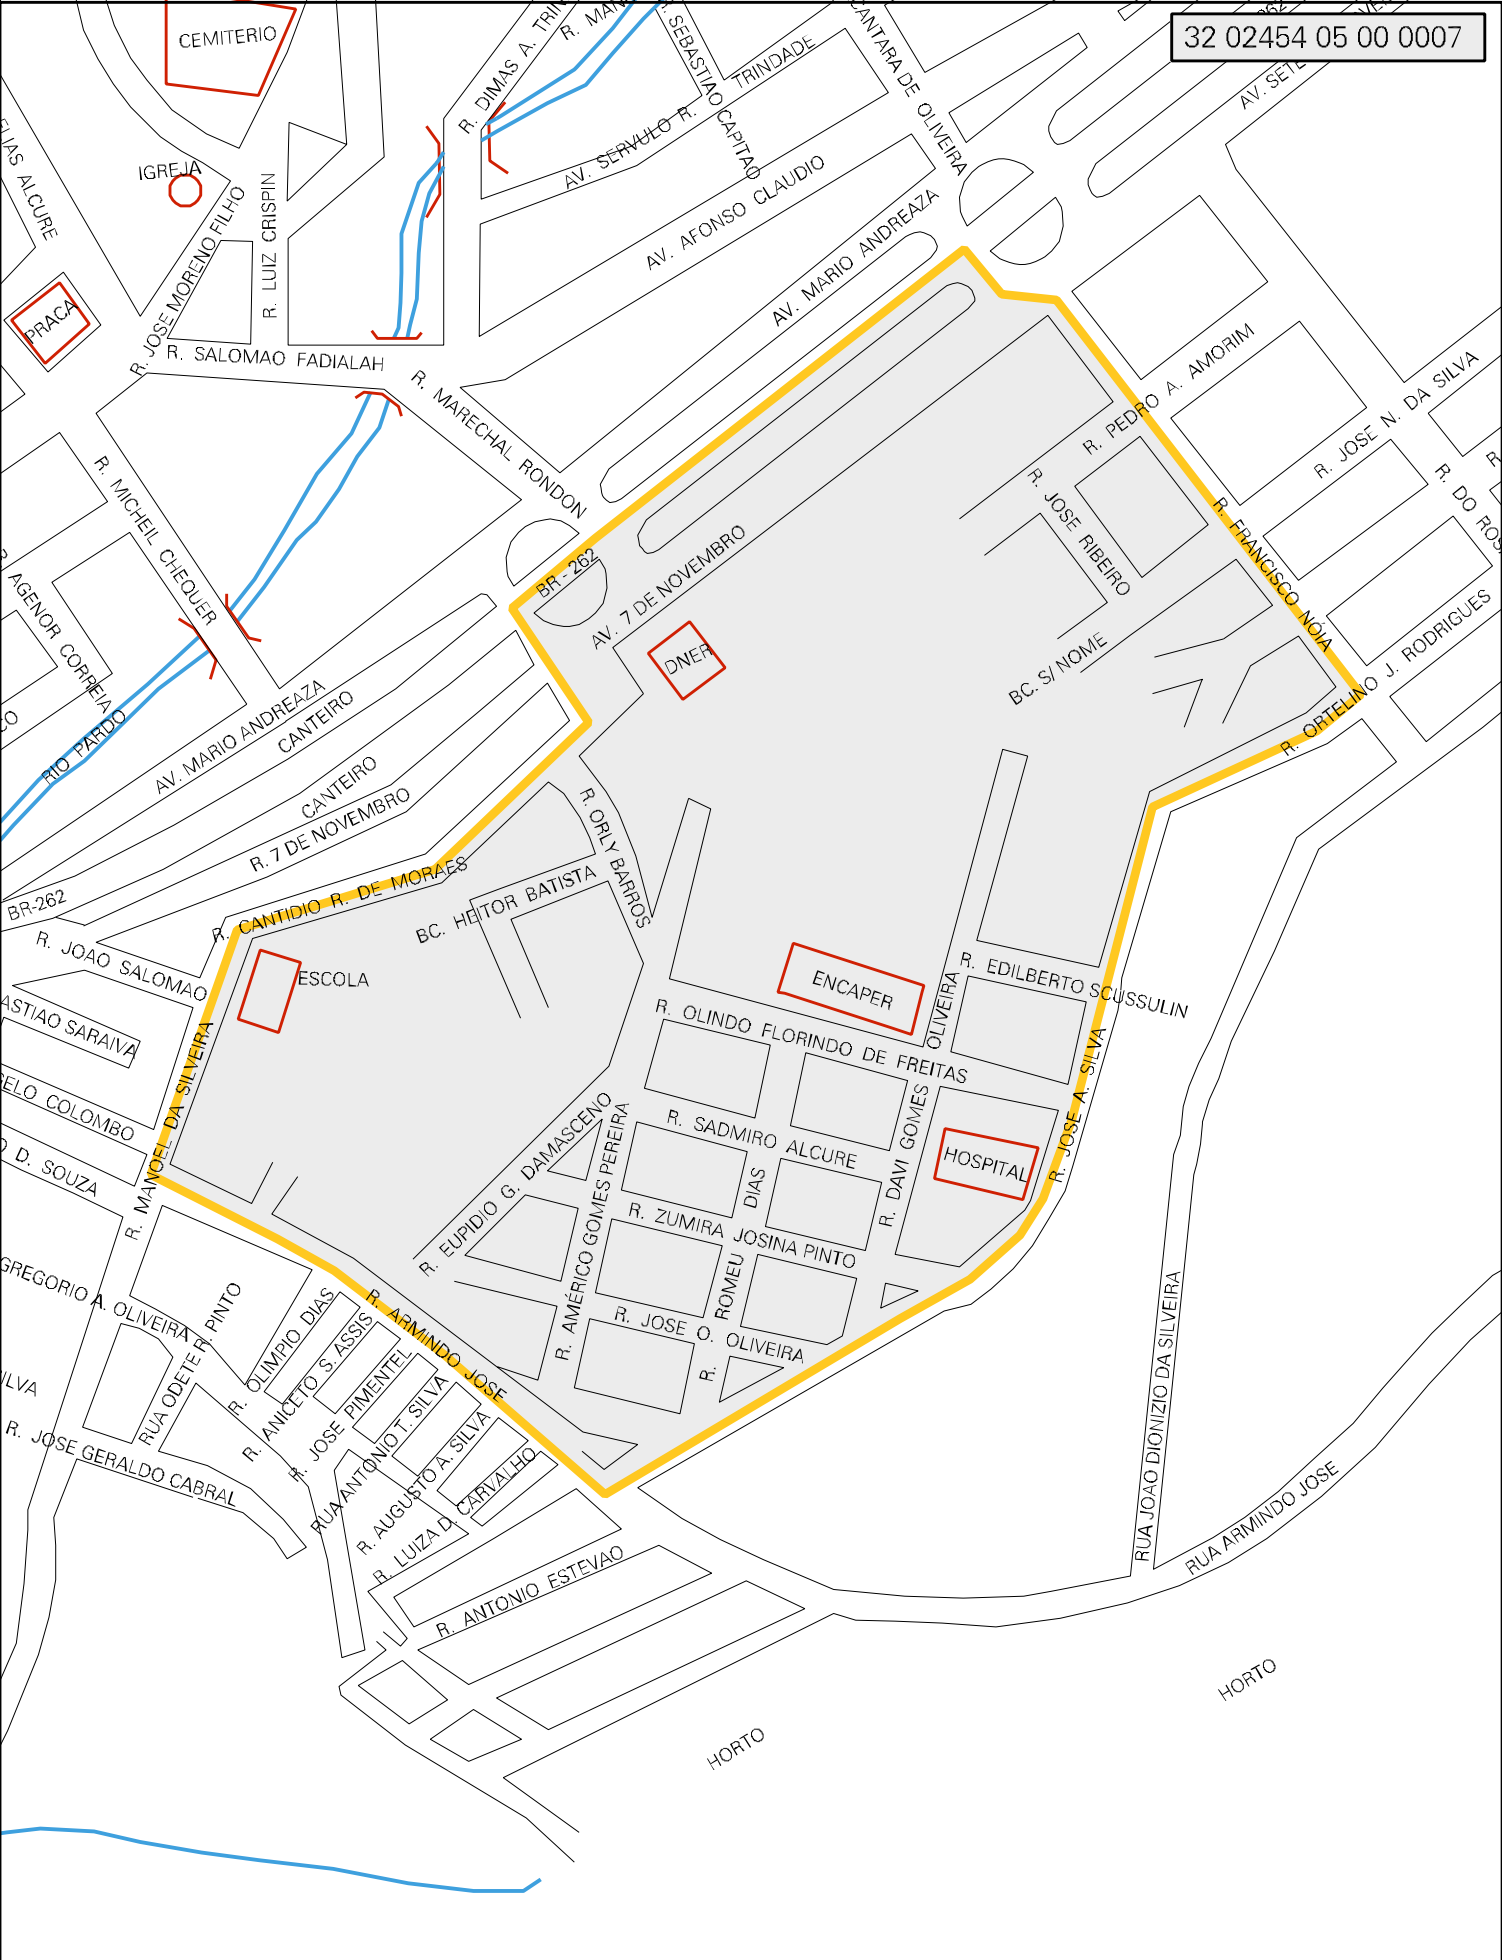 32 02454 05 00 0007
CEMITERIO
IGREJA
PRACA
R. DIMAS A.
R. SEBASTIAO CAPITAO
AV. SERVULO R. TRINDADE
CANTARA DE OLIVEIRA
AV. SETE
AV. AFONSO CLAUDIO
AV. MARIO ANDREAZA
R. JOSE MORENO FILHO
R. LUIZ CRISPIN
R. SALOMAO FADIALAH
R. MARECHAL RONDON
R. MICHEIL CHEQUER
AGENOR CORREIA
ALCURE
RIO PARDO
AV. MARIO ANDREAZA
CANTEIRO
CANTEIRO
R. 7 DE NOVEMBRO
BR-262
BR - 262
AV. 7 DE NOVEMBRO
DNER
R. PEDRO A. AMORIM
R. JOSE N. DA SILVA
R. JOSE RIBEIRO
R. FRANCISCO NÓIA
R. DO
BC. S/ NOME
R. ORTELINO J. RODRIGUES
R. CANTIDIO R. DE MORAES
R. ORLY BARROS
BC. HEITOR BATISTA
R. JOAO SALOMAO
ESCOLA
ENCAPER
R. EDILBERTO SCUSSULIN
SARAIVA
COLOMBO
D. SOUZA
R. MANOEL DA SILVEIRA
R. OLINDO FLORINDO DE FREITAS
R. DAVI GOMES OLIVEIRA
R. JOSE A. SILVA
HOSPITAL
R. SADMIRO ALCURE
R. EUPIDIO G. DAMASCENO
R. AMÉRICO GOMES PEREIRA
R. ZUMIRA JOSINA PINTO
R. ROMEU DIAS
R. JOSE O. OLIVEIRA
GREGORIO A. OLIVEIRA
RUA ODETE R. PINTO
R. OLIMPIO DIAS
R. ANICETO S. ASSIS
R. JOSE PIMENTEL
RUA ANTONIO T. SILVA
R. AUGUSTO A. SILVA
R. LUIZA D. CARVALHO
R. ARMINDO JOSE
R. JOSE GERALDO CABRAL
R. ANTONIO ESTEVAO
RUA JOAO DIONIZIO DA SILVEIRA
RUA ARMINDO JOSE
HORTO
HORTO